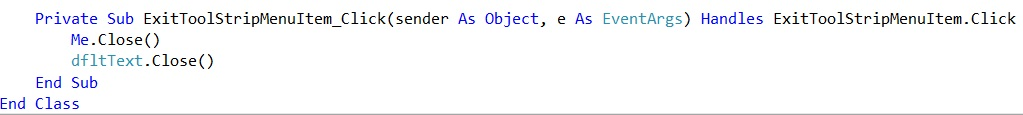 Private Sub ExitToolStripMenuItem_Click(sender As Object, e As EventArgs) Handles ExitToolStripMenuItem.Click
Me.Close()
dfltText.Close()
End Sub
End Class